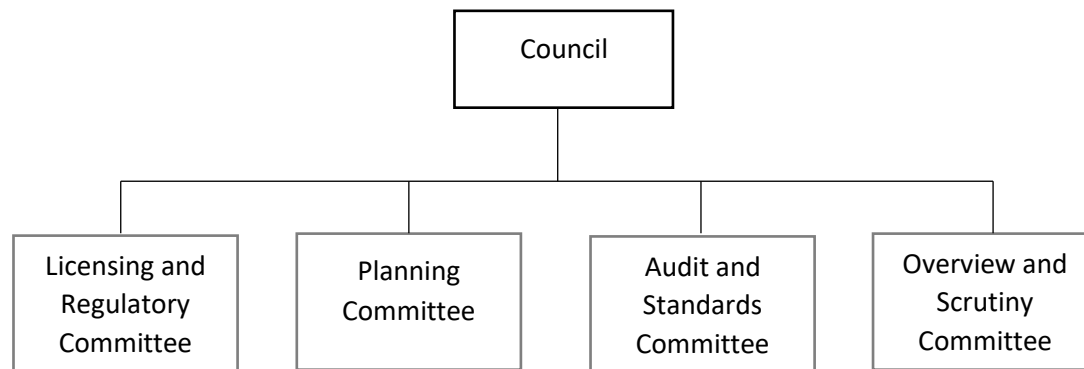 Council
Licensing and
Regulatory
Committee
Planning
Committee
Audit and
Standards
Committee
Overview and
Scrutiny
Committee